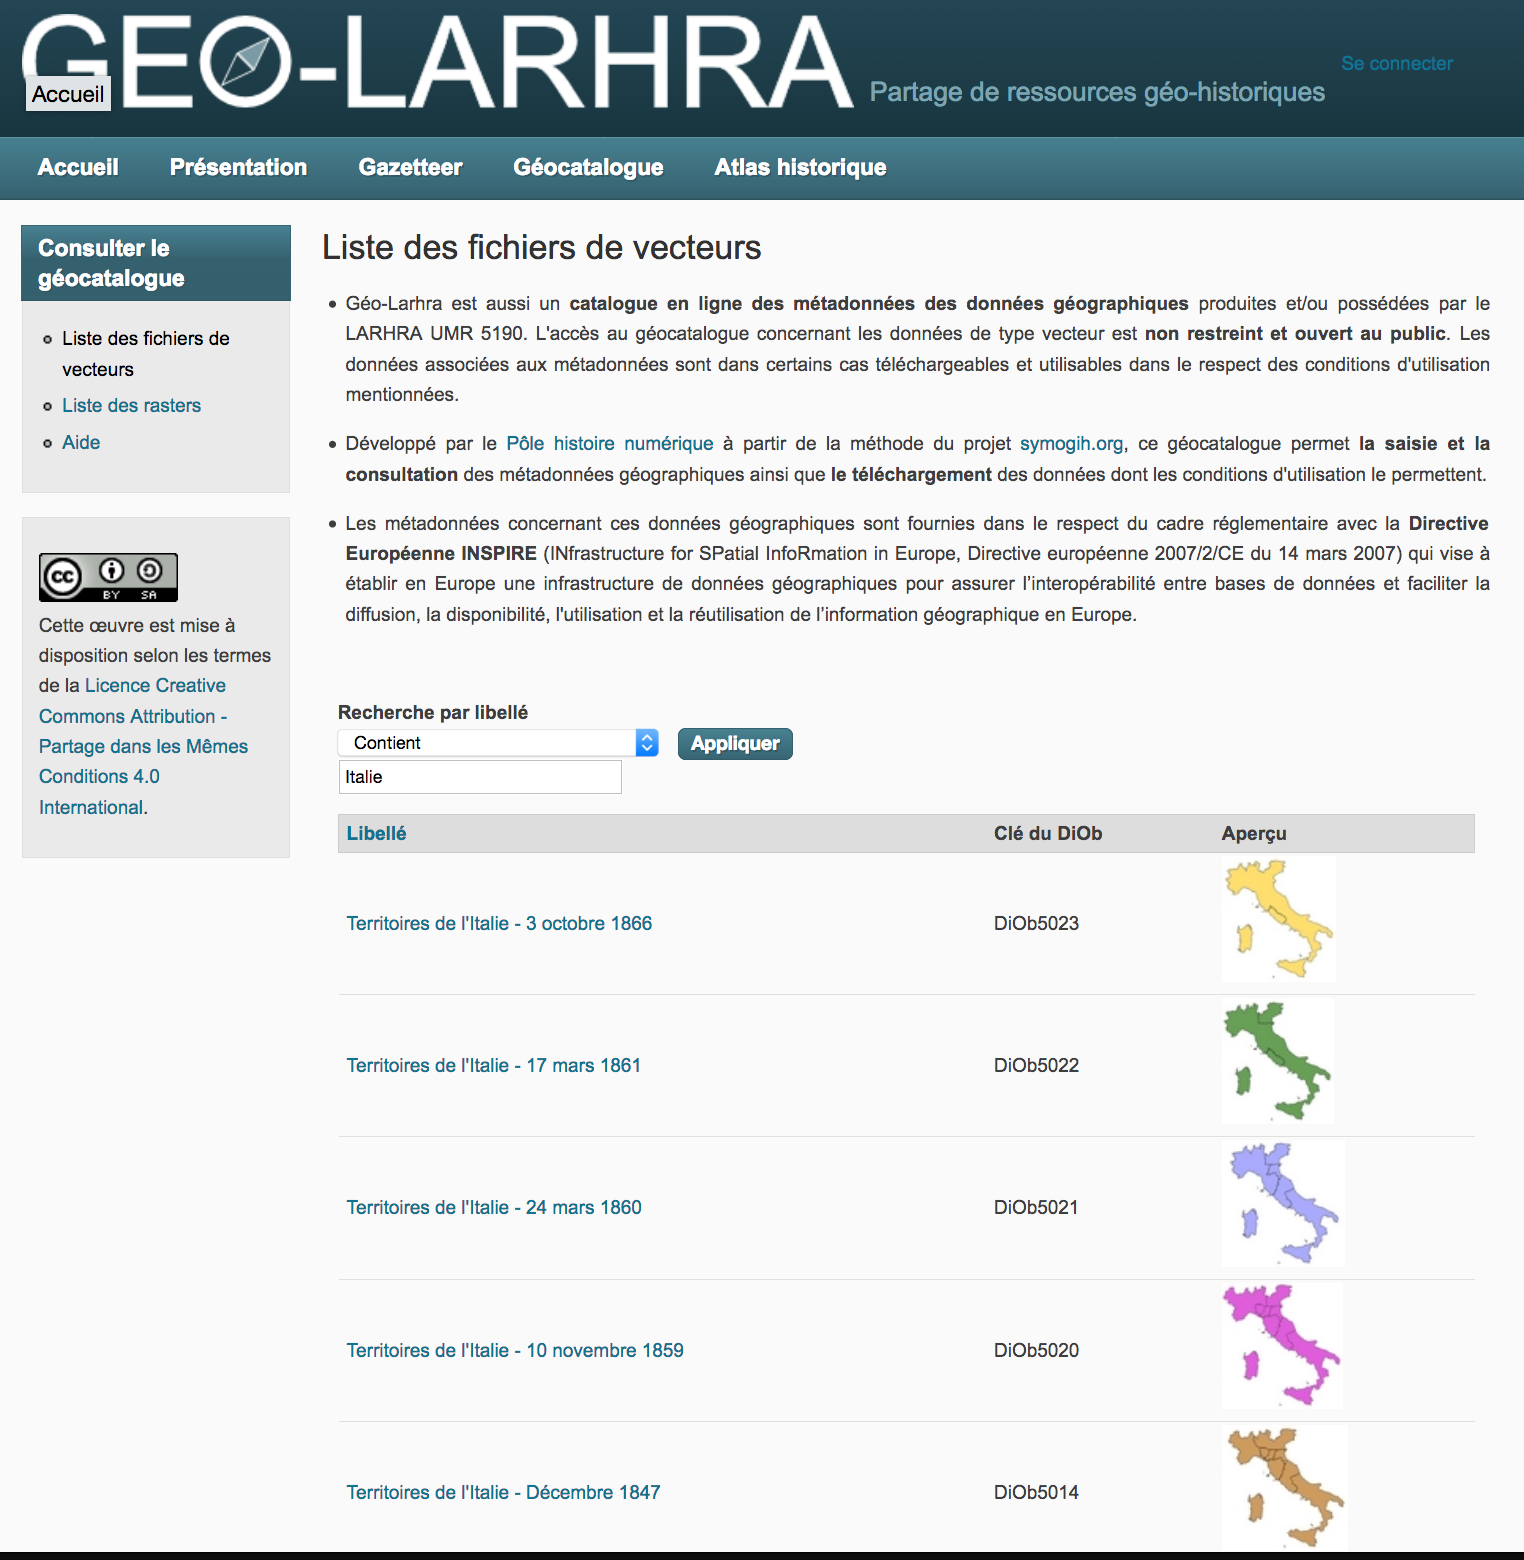 GEO-LARHRA
Accueil
Partage de ressources géo-historiques
Se connecter
Accueil
Présentation
Gazetteer
Géocatalogue
Atlas historique
Consulter le
géocatalogue
Liste des fichiers de
vecteurs
Liste des rasters
Aide
cc
BY SA
Cette œuvre est mise à
disposition selon les termes
de la Licence Creative
Commons Attribution -
Partage dans les Mêmes
Conditions 4.0
International.
Liste des fichiers de vecteurs
Géo-Larhra est aussi un catalogue en ligne des métadonnées des données géographiques produites et/ou possédées par le
LARHRA UMR 5190. L'accès au géocatalogue concernant les données de type vecteur est non restreint et ouvert au public. Les
données associées aux métadonnées sont dans certains cas téléchargeables et utilisables dans le respect des conditions d'utilisation
mentionnées.
Développé par le Pôle histoire numérique à partir de la méthode du projet symogih.org, ce géocatalogue permet la saisie et la
consultation des métadonnées géographiques ainsi que le téléchargement des données dont les conditions d'utilisation le permettent.
Les métadonnées concernant ces données géographiques sont fournies dans le respect du cadre réglementaire avec la Directive
Européenne INSPIRE (INfrastructure for SPatial InfoRmation in Europe, Directive européenne 2007/2/CE du 14 mars 2007) qui vise à
établir en Europe une infrastructure de données géographiques pour assurer l’interopérabilité entre bases de données et faciliter la
diffusion, la disponibilité, l'utilisation et la réutilisation de l’information géographique en Europe.
Recherche par libellé
Contient
Appliquer
Italie
Libellé Clé du DiOb Aperçu
Territoires de l'Italie - 3 octobre 1866 DiOb5023
Territoires de l'Italie - 17 mars 1861 DiOb5022
Territoires de l'Italie - 24 mars 1860 DiOb5021
Territoires de l'Italie - 10 novembre 1859 DiOb5020
Territoires de l'Italie - Décembre 1847 DiOb5014